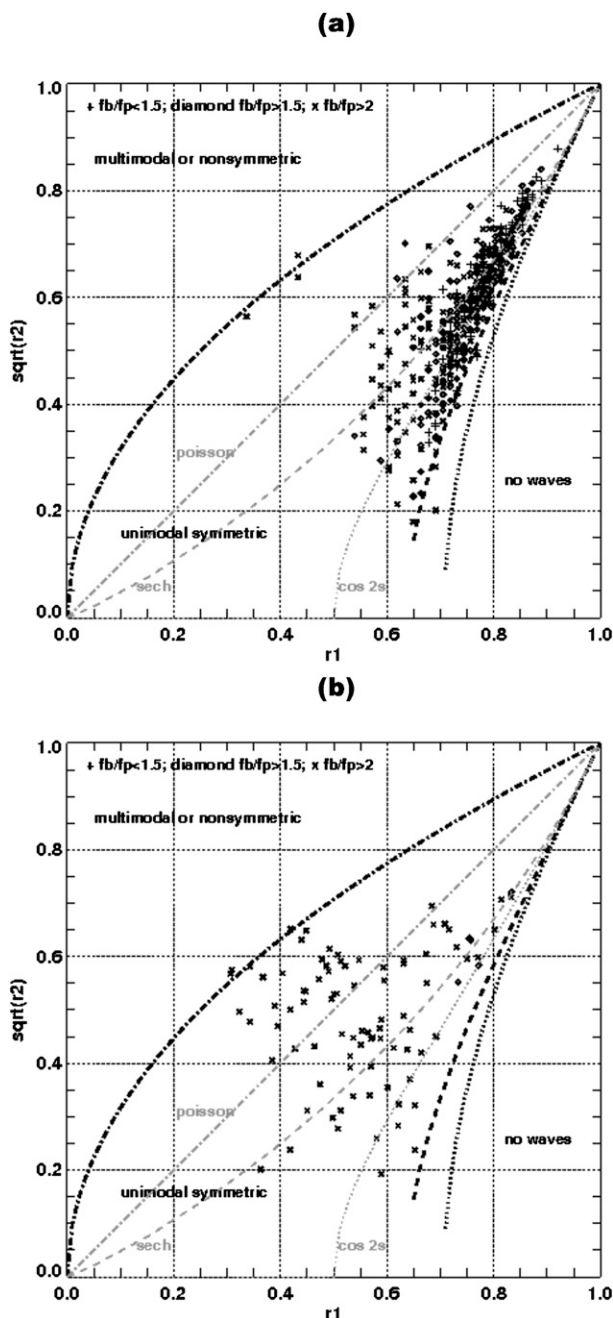 (a)
1.0
+ fb/fp<1.5; diamond fb/fp>1.5; x fb/fp>2
multimodal or nonsymmetric
0.8
0.6
sqrt(r2)
0.4
poisson
no waves
0.2
unimodal symmetric
sech
cos 2s
0.0
0.0 0.2 0.4 0.6 0.8 1.0
r1
(b)
1.0
+ fb/fp<1.5; diamond fb/fp>1.5; x fb/fp>2
multimodal or nonsymmetric
0.8
0.6
sqrt(r2)
0.4
poisson
no waves
0.2
unimodal symmetric
sech
cos 2s
0.0
0.0 0.2 0.4 0.6 0.8 1.0
r1